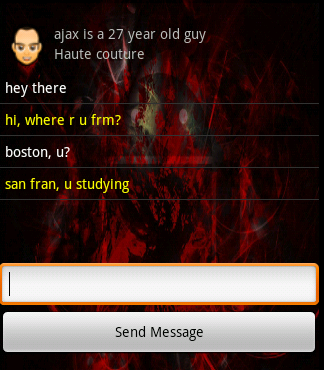 ajax is a 27 year old guy
Haute couture
hey there
hi, where r u frm?
boston, u?
san fran, u studying
Send Message